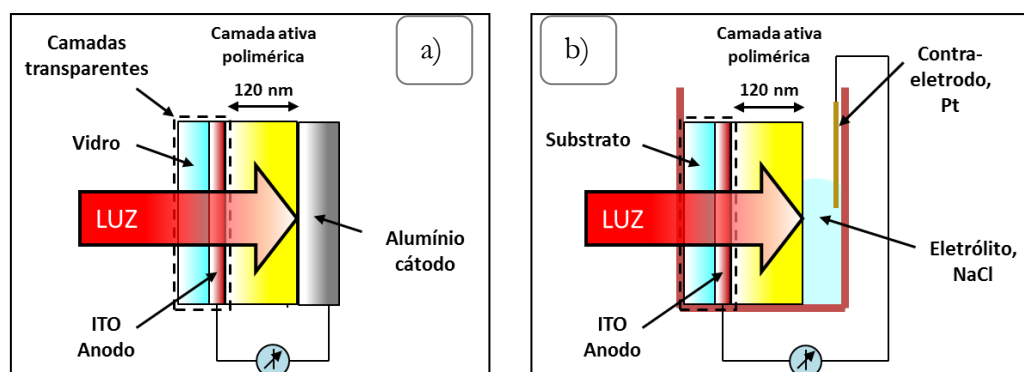 Camadas
transparentes
Camada ativa
polimérica
a)
120 nm
Vidro
LUZ
Alumínio
cátodo
ITO
Anodo
b)
Camada ativa
polimérica
Contra-
eletrodo,
Pt
120 nm
Substrato
LUZ
Eletrólito,
NaCl
ITO
Anodo